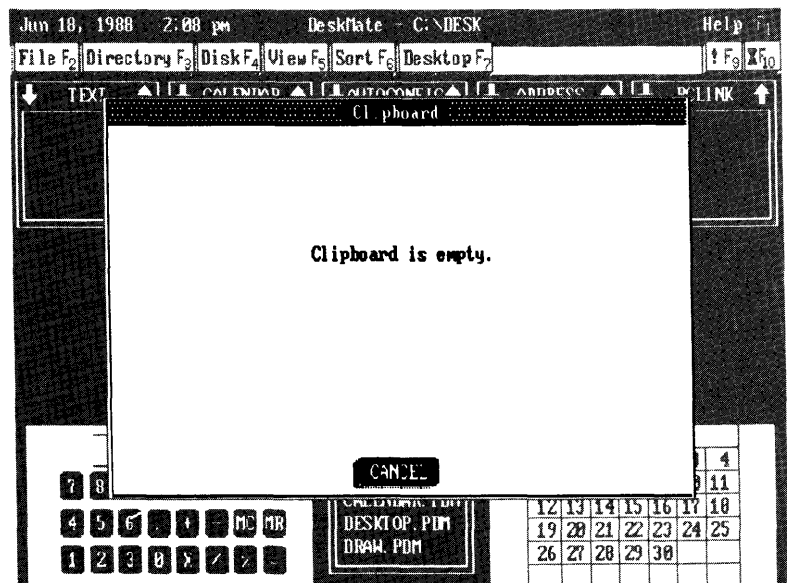 Jun 18, 1988 2:08 pm DeskMate - C:\DESK Help F1
File F2 Directory F3 Disk F4 View F5 Sort F6 Desktop F7 ! F9 F10
TEXT CALENDAR AUTOCONFIG ADDRESS PCLINK
Clipboard
Clipboard is empty.
CANCEL
4
7 8 11
CALENDAR.PDM 12 13 14 15 16 17 18
4 5 6 . + - MC MR DESKTOP.PDM 19 20 21 22 23 24 25
1 2 3 0 DRAW.PDM 26 27 28 29 30